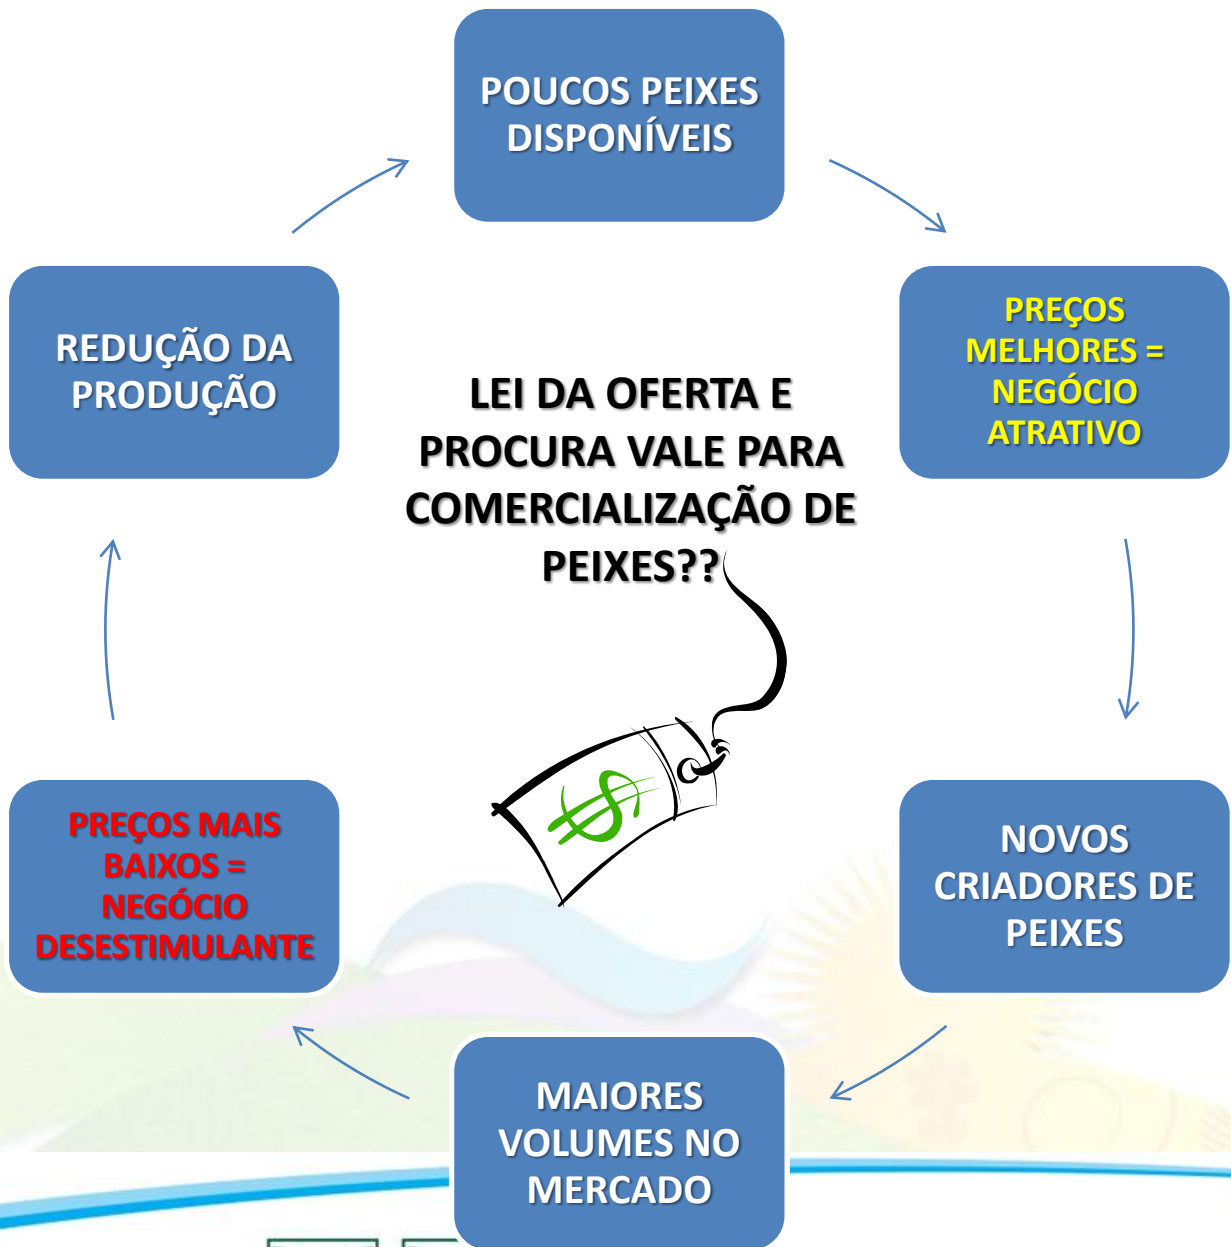 POUCOS PEIXES
DISPONÍVEIS
PREÇOS
MELHORES =
NEGÓCIO
ATRATIVO
NOVOS
CRIADORES DE
PEIXES
MAIORES
VOLUMES NO
MERCADO
PREÇOS MAIS
BAIXOS =
NEGÓCIO
DESESTIMULANTE
REDUÇÃO DA
PRODUÇÃO
LEI DA OFERTA E
PROCURA VALE PARA
COMERCIALIZAÇÃO DE
PEIXES??
$